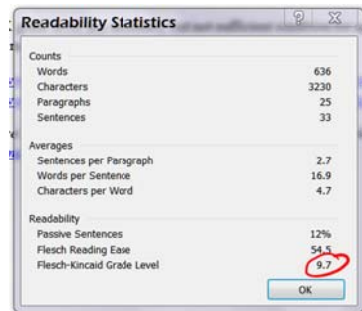 Readability Statistics
Counts
Words 636
Characters 3230
Paragraphs 25
Sentences 33
Averages
Sentences per Paragraph 2.7
Words per Sentence 16.9
Characters per Word 4.7
Readability
Passive Sentences 12%
Flesch Reading Ease 54.5
Flesch-Kincaid Grade Level 9.7
OK